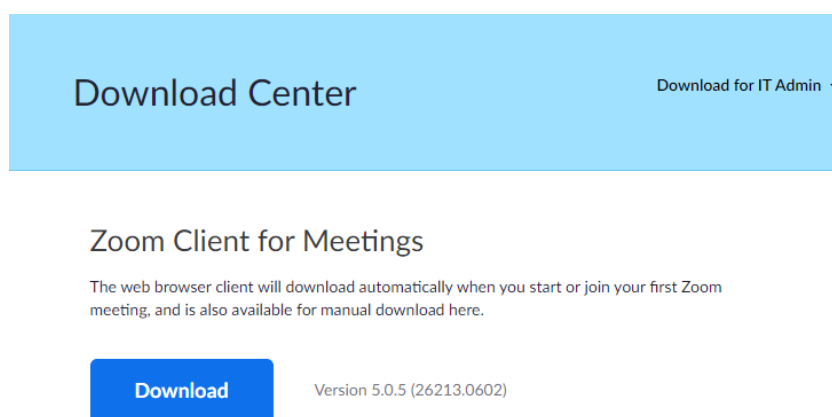 Download Center
Download for IT Admin
Zoom Client for Meetings
The web browser client will download automatically when you start or join your first Zoom
meeting, and is also available for manual download here.
Download
Version 5.0.5 (26213.0602)